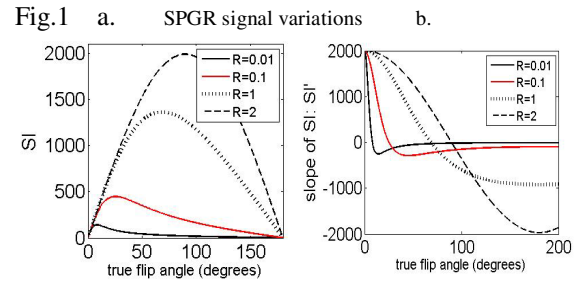 Fig.1 a. SPGR signal variations b.
2000
1500
1000
500
0
SI
R=0.01
R=0.1
R=1
R=2
0 50 100 150
true flip angle (degrees)
2000
1000
0
-1000
-2000
slope of SI: SI'
R=0.01
R=0.1
R=1
R=2
0 100 200
true flip angle (degrees)